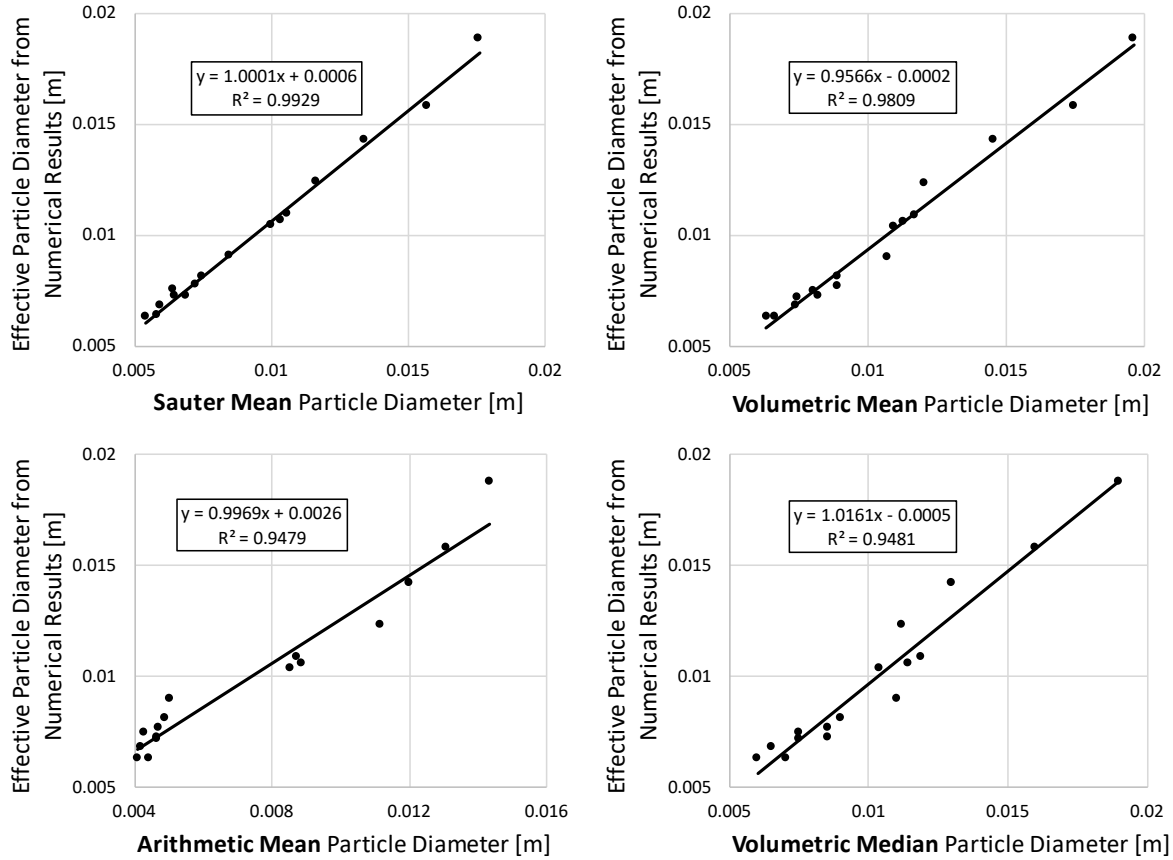 Effective Particle Diameter from
Numerical Results [m]
0.02
0.015
0.01
0.005
y = 1.0001x + 0.0006
R² = 0.9929
0.005
0.01
0.015
0.02
Sauter Mean Particle Diameter [m]
Effective Particle Diameter from
Numerical Results [m]
0.02
0.015
0.01
0.005
y = 0.9566x - 0.0002
R² = 0.9809
0.005
0.01
0.015
0.02
Volumetric Mean Particle Diameter [m]
Effective Particle Diameter from
Numerical Results [m]
0.02
0.015
0.01
0.005
y = 0.9969x + 0.0026
R² = 0.9479
0.004
0.008
0.012
0.016
Arithmetic Mean Particle Diameter [m]
Effective Particle Diameter from
Numerical Results [m]
0.02
0.015
0.01
0.005
y = 1.0161x - 0.0005
R² = 0.9481
0.005
0.01
0.015
0.02
Volumetric Median Particle Diameter [m]